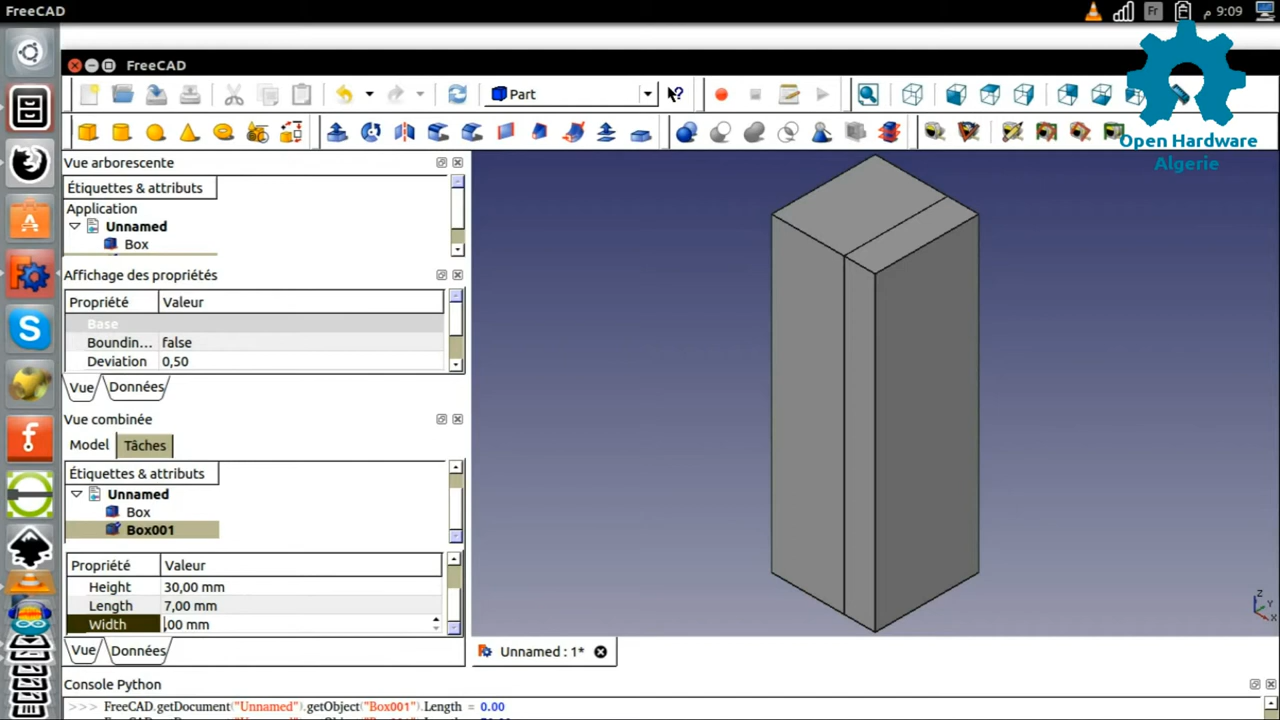 FreeCAD
Fr
م 9:09
FreeCAD
Part
Open Hardware
Algerie
Vue arborescente
Étiquettes & attributs
Application
Unnamed
Box
Affichage des propriétés
Propriété Valeur
Base
Boundin... false
Deviation 0,50
Vue Données
Vue combinée
Model Tâches
Étiquettes & attributs
Unnamed
Box
Box001
Propriété Valeur
Height 30,00 mm
Length 7,00 mm
Width ,00 mm
Vue Données
Unnamed : 1*
Z
Y
X
Console Python
>>> FreeCAD.getDocument("Unnamed").getObject("Box001").Length = 0.00